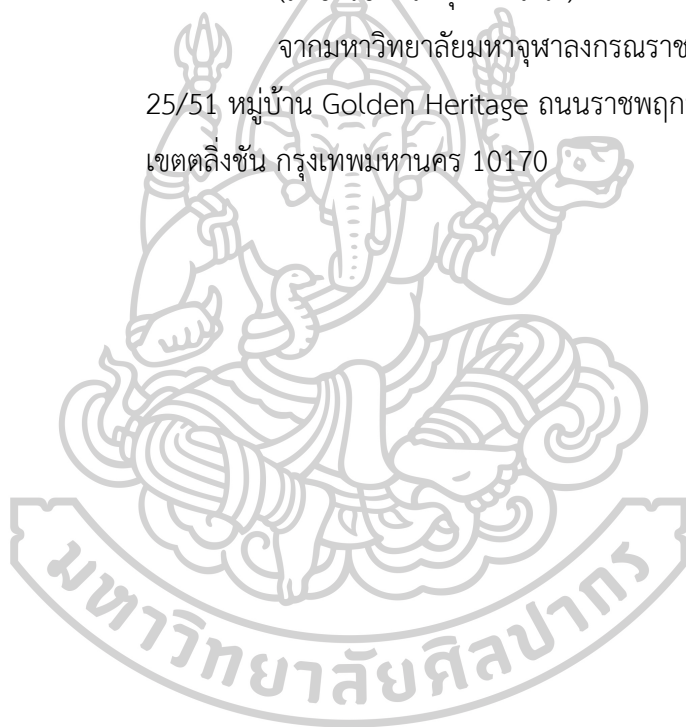 จากมหาวิทยาลัยมหาจุฬาลงกรณราช
25/51 หมู่บ้าน Golden Heritage ถนนราชพฤก
เขตตลิ่งชัน กรุงเทพมหานคร 10170
มหาวิทยาลัยศิลปากร